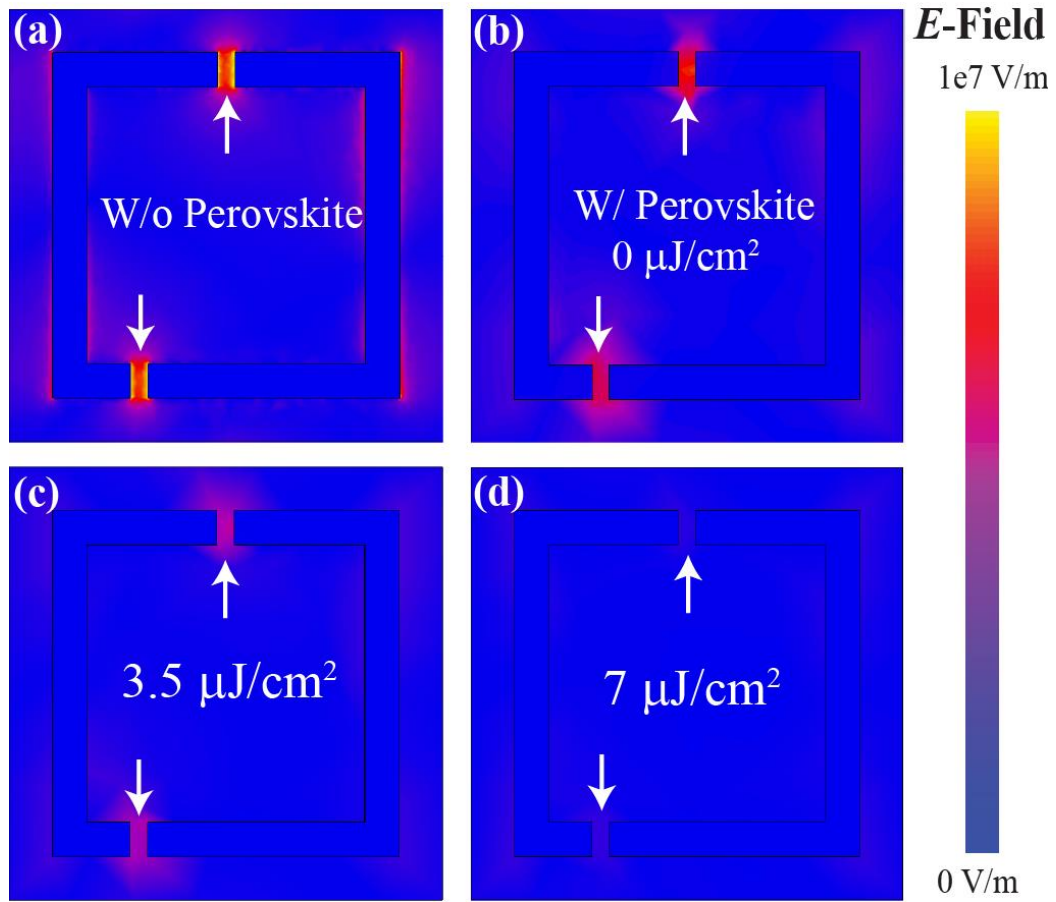 (a)
W/o Perovskite
(b)
W/ Perovskite
0 μJ/cm²
(c)
3.5 μJ/cm²
(d)
7 μJ/cm²
E-Field
1e7 V/m
0 V/m